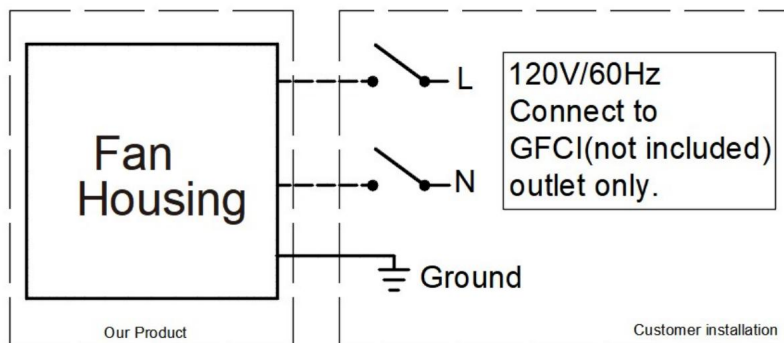 Fan
Housing
L
N
Ground
120V/60Hz
Connect to
GFCI(not included)
outlet only.
Our Product
Customer installation